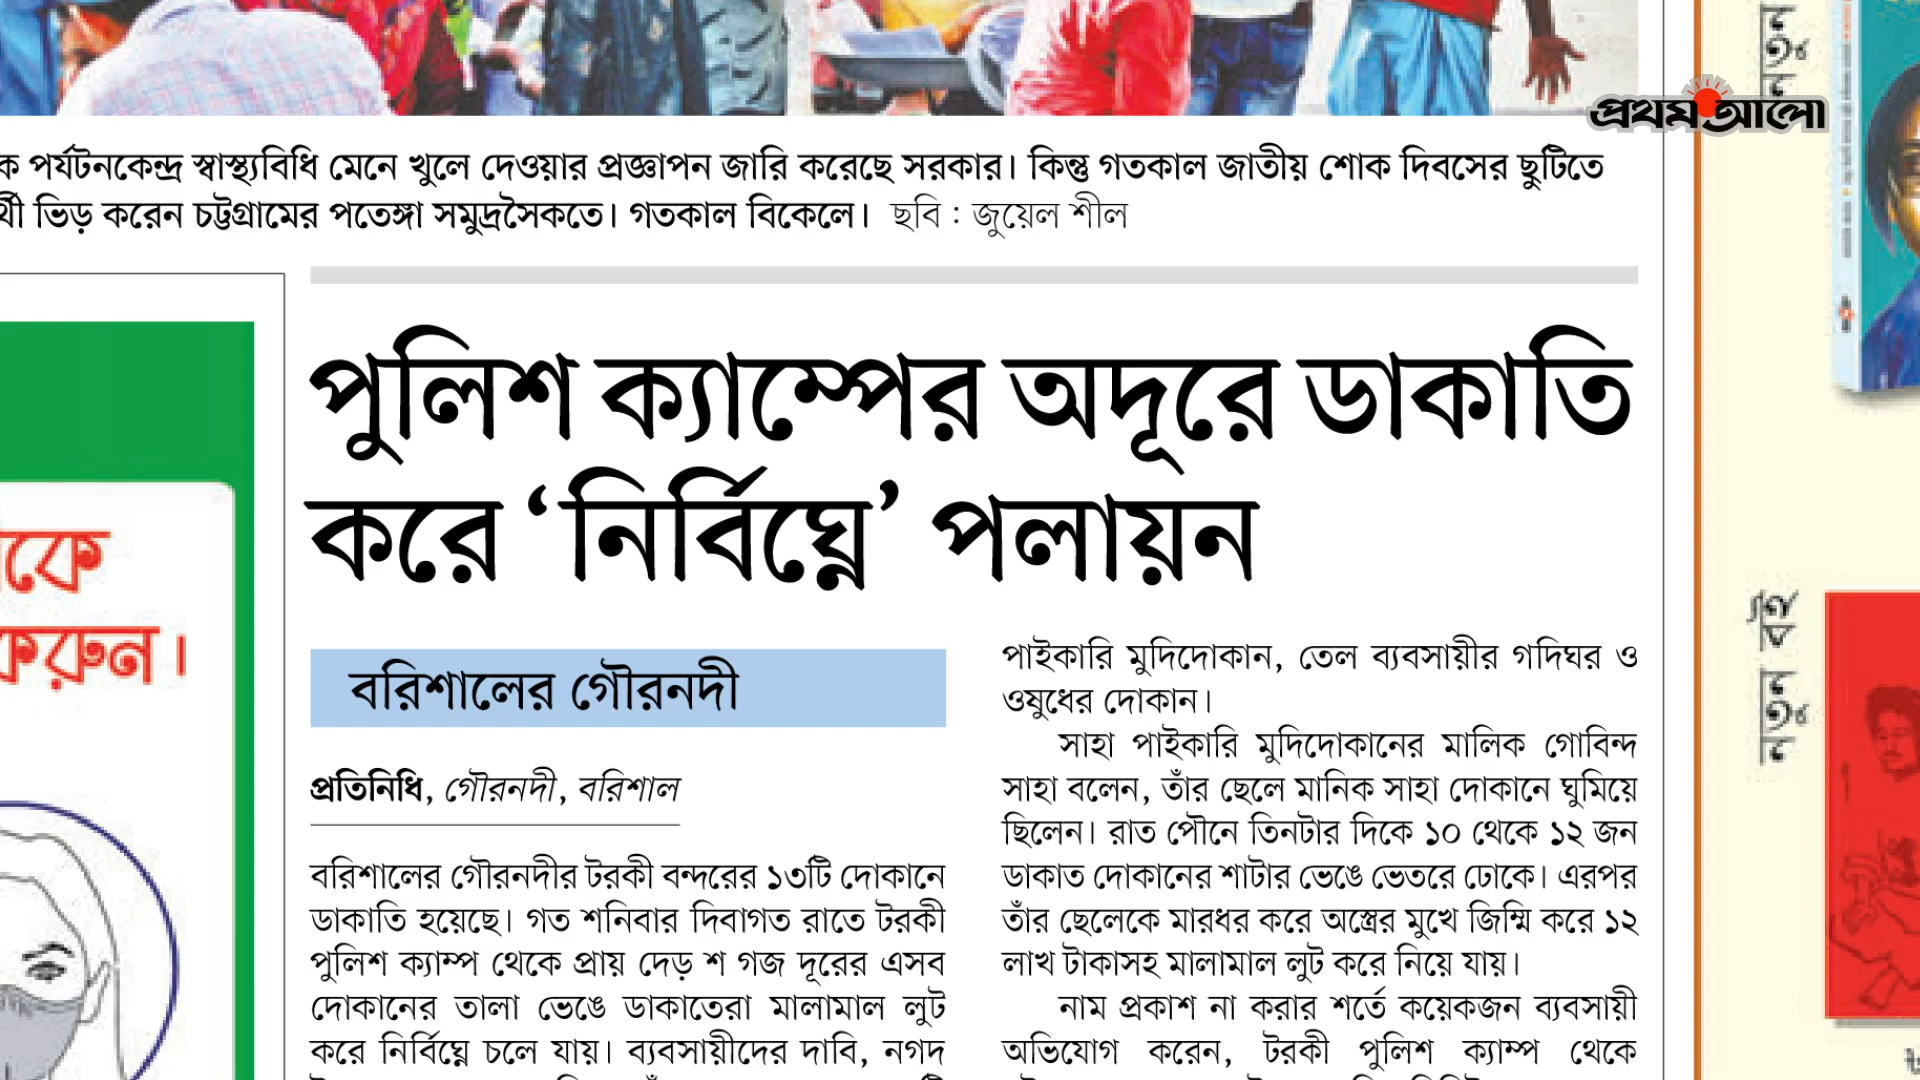 প্রথম আলো
পর্যটনকেন্দ্র স্বাস্থ্যবিধি মেনে খুলে দেওয়ার প্রজ্ঞাপন জারি করেছে সরকার। কিন্তু গতকাল জাতীয় শোক দিবসের ছুটিতে
ভিড় করেন চট্টগ্রামের পতেঙ্গা সমুদ্রসৈকতে। গতকাল বিকেলে। ছবি : জুয়েল শীল
পুলিশ ক্যাম্পের অদূরে ডাকাতি
করে ‘নির্বিঘ্নে’ পলায়ন
বরিশালের গৌরনদী
প্রতিনিধি, গৌরনদী, বরিশাল
বরিশালের গৌরনদীর টরকী বন্দরের ১৩টি দোকানে
ডাকাতি হয়েছে। গত শনিবার দিবাগত রাতে টরকী
পুলিশ ক্যাম্প থেকে প্রায় দেড় শ গজ দূরের এসব
দোকানের তালা ভেঙে ডাকাতেরা মালামাল লুট
করে নির্বিঘ্নে চলে যায়। ব্যবসায়ীদের দাবি, নগদ
পাইকারি মুদিদোকান, তেল ব্যবসায়ীর গদিঘর ও
ওষুধের দোকান।
সাহা পাইকারি মুদিদোকানের মালিক গোবিন্দ
সাহা বলেন, তাঁর ছেলে মানিক সাহা দোকানে ঘুমিয়ে
ছিলেন। রাত পৌনে তিনটার দিকে ১০ থেকে ১২ জন
ডাকাত দোকানের শাটার ভেঙে ভেতরে ঢোকে। এরপর
তাঁর ছেলেকে মারধর করে অস্ত্রের মুখে জিম্মি করে ১২
লাখ টাকাসহ মালামাল লুট করে নিয়ে যায়।
নাম প্রকাশ না করার শর্তে কয়েকজন ব্যবসায়ী
অভিযোগ করেন, টরকী পুলিশ ক্যাম্প থেকে
কে
করুন।
নতুন
নতুন বই